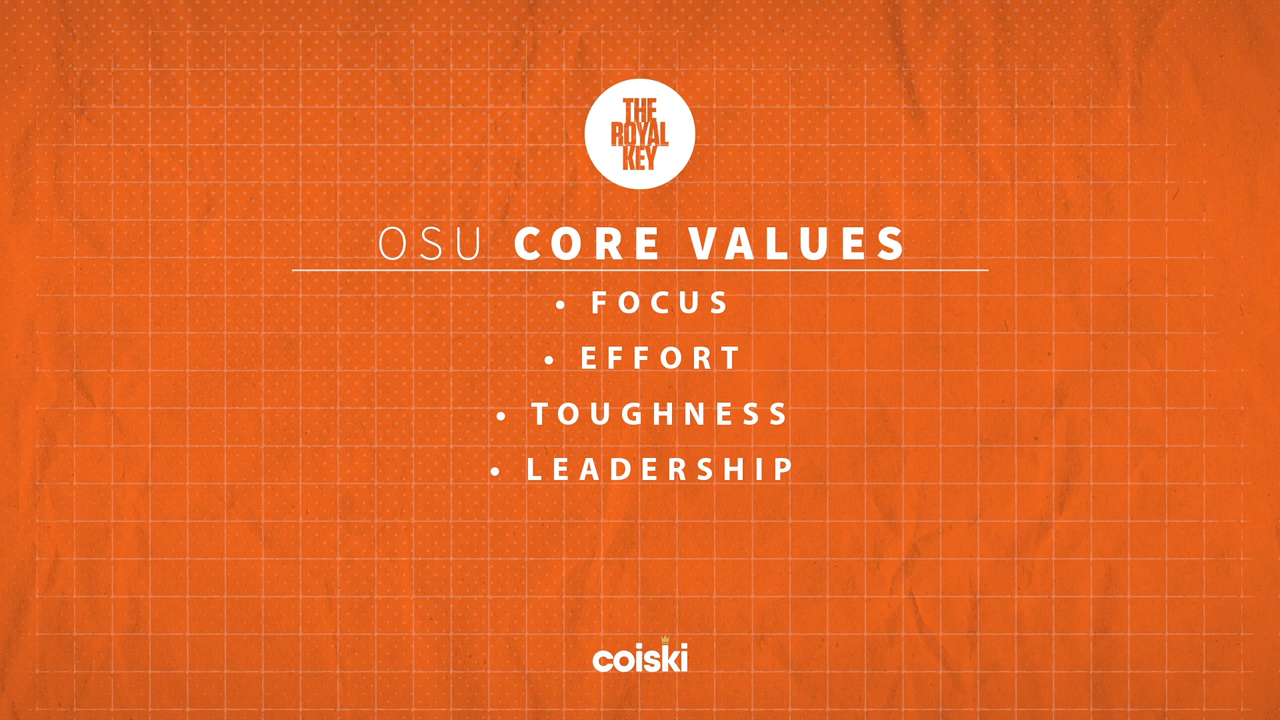 THE
ROYAL
KEY
OSU CORE VALUES
• FOCUS
• EFFORT
• TOUGHNESS
• LEADERSHIP
coiski